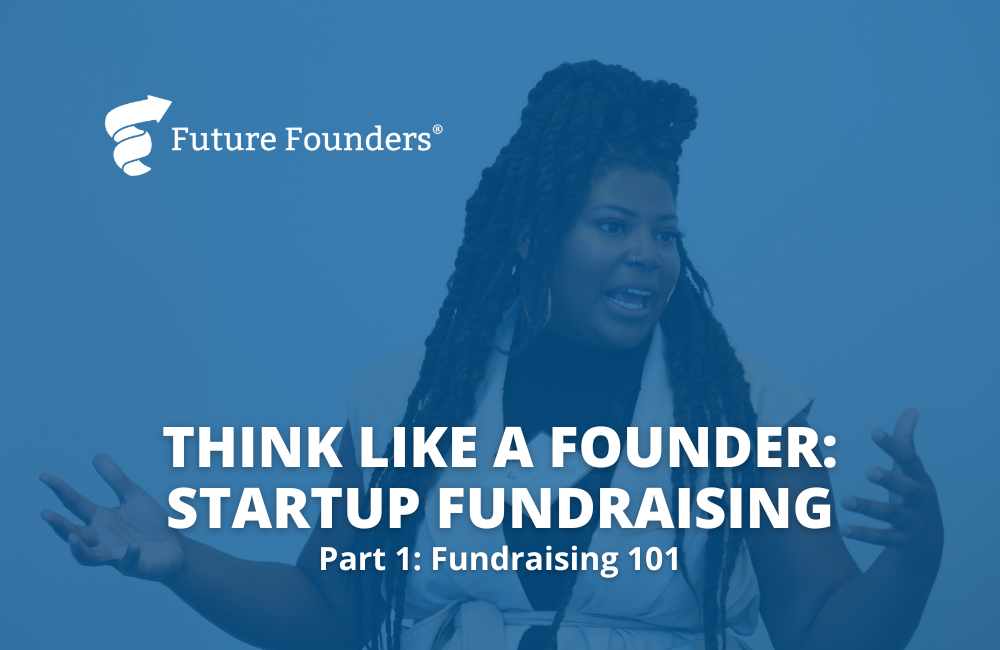 Future Founders®
THINK LIKE A FOUNDER:
STARTUP FUNDRAISING
Part 1: Fundraising 101